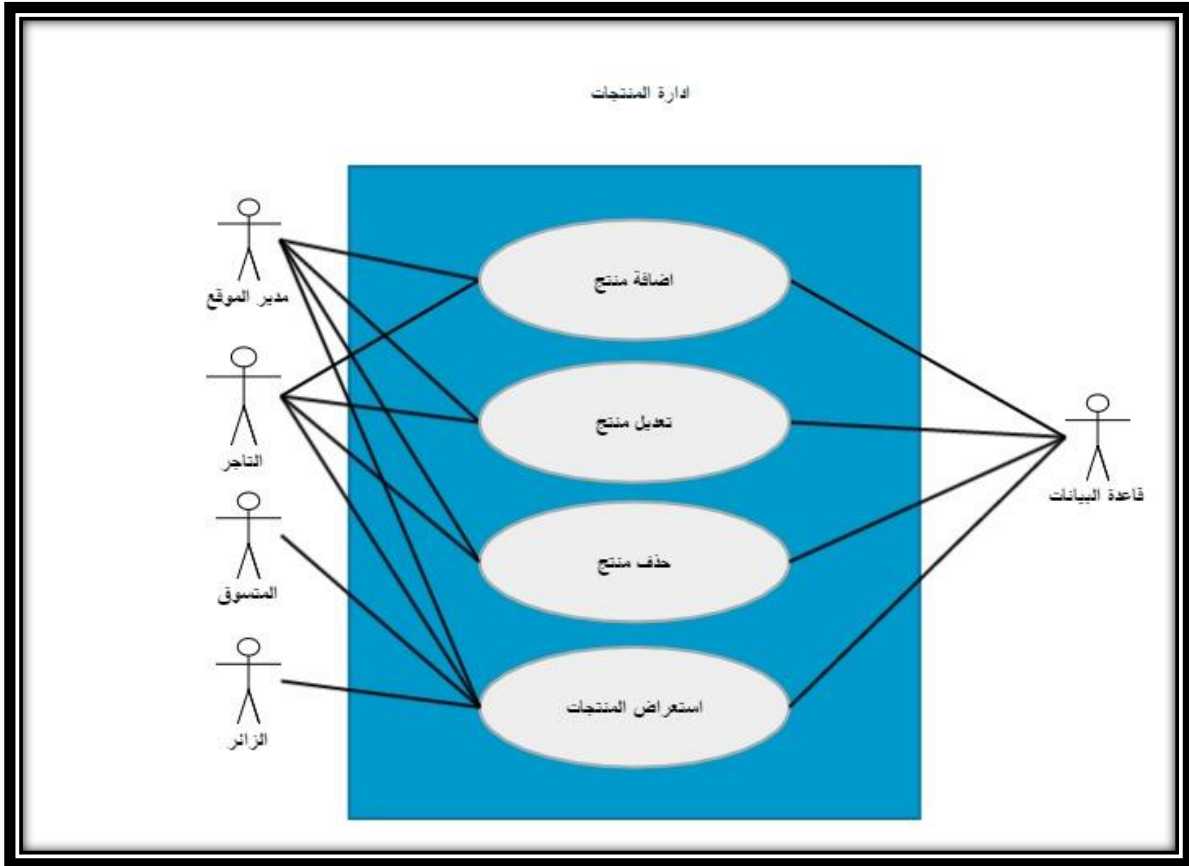 ادارة المنتجات
مدير الموقع
التاجر
المتسوق
الزائر
اضافة منتج
تعديل منتج
حذف منتج
استعراض المنتجات
قاعدة البيانات